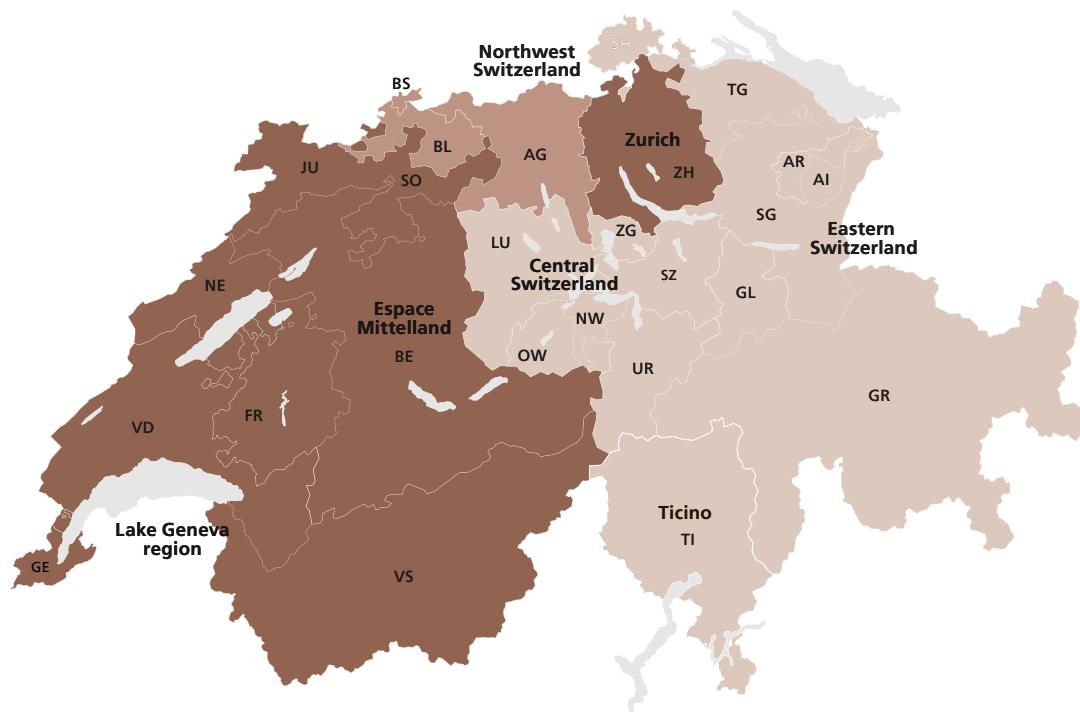 SH
Northwest
Switzerland
BS
TG
Zurich
BL
AG
AR
JU
ZH
SO
AI
SG
ZG
Eastern
Switzerland
LU
Central
Switzerland
SZ
NE
GL
Espace
Mittelland
NW
BE
OW
UR
GR
FR
VD
Ticino
Lake Geneva
region
TI
GE
VS